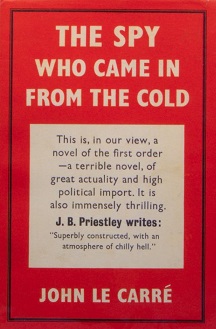 THE SPY
WHO CAME IN
FROM THE COLD
This is, in our view, a
novel of the first order
—a terrible novel, of
great actuality and high
political import. It is
also immensely thrilling.
J. B. Priestley writes:
"Superbly constructed, with an
atmosphere of chilly hell."
JOHN LE CARRÉ